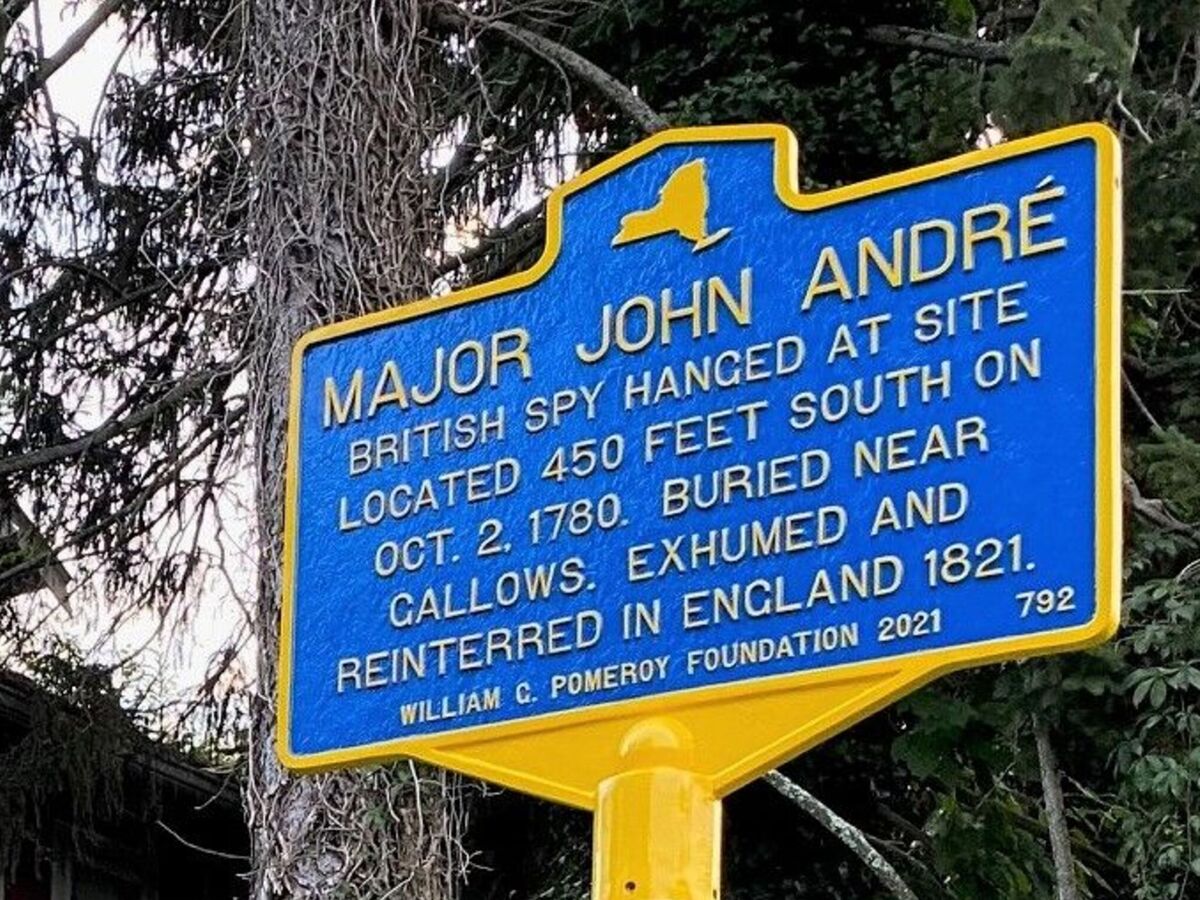 MAJOR JOHN ANDRÉ
BRITISH SPY HANGED AT SITE
LOCATED 450 FEET SOUTH ON
OCT. 2, 1780. BURIED NEAR
GALLOWS. EXHUMED AND
REINTERRED IN ENGLAND 1821.
WILLIAM G. POMEROY FOUNDATION 2021 792